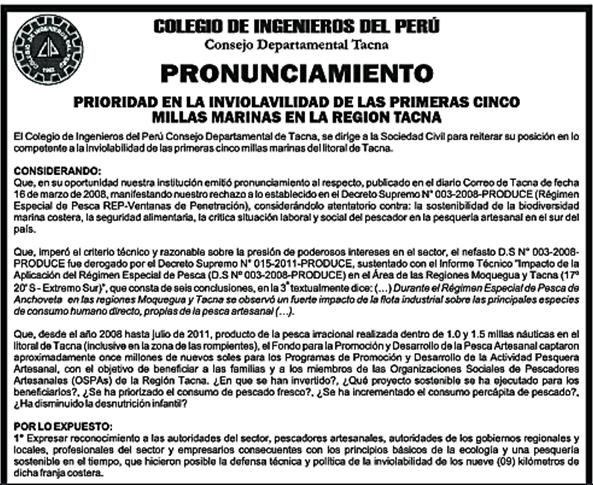 COLEGIO DE INGENIEROS DEL PERÚ
Consejo Departamental Tacna
PRONUNCIAMIENTO
PRIORIDAD EN LA INVIOLAVILIDAD DE LAS PRIMERAS CINCO
MILLAS MARINAS EN LA REGION TACNA
El Colegio de Ingenieros del Perú Consejo Departamental de Tacna, se dirige a la Sociedad Civil para reiterar su posición en lo
competente a la inviolabilidad de las primeras cinco millas marinas del litoral de Tacna.
CONSIDERANDO:
Que, en su oportunidad nuestra institución emitió pronunciamiento al respecto, publicado en el diario Correo de Tacna de fecha
16 de marzo de 2008, manifestando nuestro rechazo a lo establecido en el Decreto Supremo N° 003-2008-PRODUCE (Régimen
Especial de Pesca REP-Ventanas de Penetración), considerándolo atentatorio contra: la sostenibilidad de la biodiversidad
marina costera, la seguridad alimentaria, la critica situación laboral y social del pescador en la pesquería artesanal en el sur del
país.
Que, imperó el criterio técnico y razonable sobre la presión de poderosos intereses en el sector, el nefasto D.S N° 003-2008-
PRODUCE fue derogado por el Decreto Supremo N° 015-2011-PRODUCE, sustentado con el Informe Técnico "Impacto de la
Aplicación del Régimen Especial de Pesca (D.S Nº 003-2008-PRODUCE) en el Área de las Regiones Moquegua y Tacna (17º
20' S - Extremo Sur)", que consta de seis conclusiones, en la 3ª textualmente dice: (...) Durante el Régimen Especial de Pesca de
Anchoveta en las regiones Moquegua y Tacna se observó un fuerte impacto de la flota industrial sobre las principales especies
de consumo humano directo, propias de la pesca artesanal (...).
Que, desde el año 2008 hasta julio de 2011, producto de la pesca irracional realizada dentro de 1.0 y 1.5 millas náuticas en el
litoral de Tacna (inclusive en la zona de las rompientes), el Fondo para la Promoción y Desarrollo de la Pesca Artesanal captaron
aproximadamente once millones de nuevos soles para los Programas de Promoción y Desarrollo de la Actividad Pesquera
Artesanal, con el objetivo de beneficiar a las familias y a los miembros de las Organizaciones Sociales de Pescadores
Artesanales (OSPAs) de la Región Tacna. ¿En que se han invertido?, ¿Qué proyecto sostenible se ha ejecutado para los
beneficiarios?, ¿Se ha priorizado el consumo de pescado fresco?, ¿Se ha incrementado el consumo percápita de pescado?,
¿Ha disminuido la desnutrición infantil?
POR LO EXPUESTO:
1° Expresar reconocimiento a las autoridades del sector, pescadores artesanales, autoridades de los gobiernos regionales y
locales, profesionales del sector y empresarios consecuentes con los principios básicos de la ecología y una pesquería
sostenible en el tiempo, que hicieron posible la defensa técnica y política de la inviolabilidad de los nueve (09) kilómetros de
dicha franja costera.